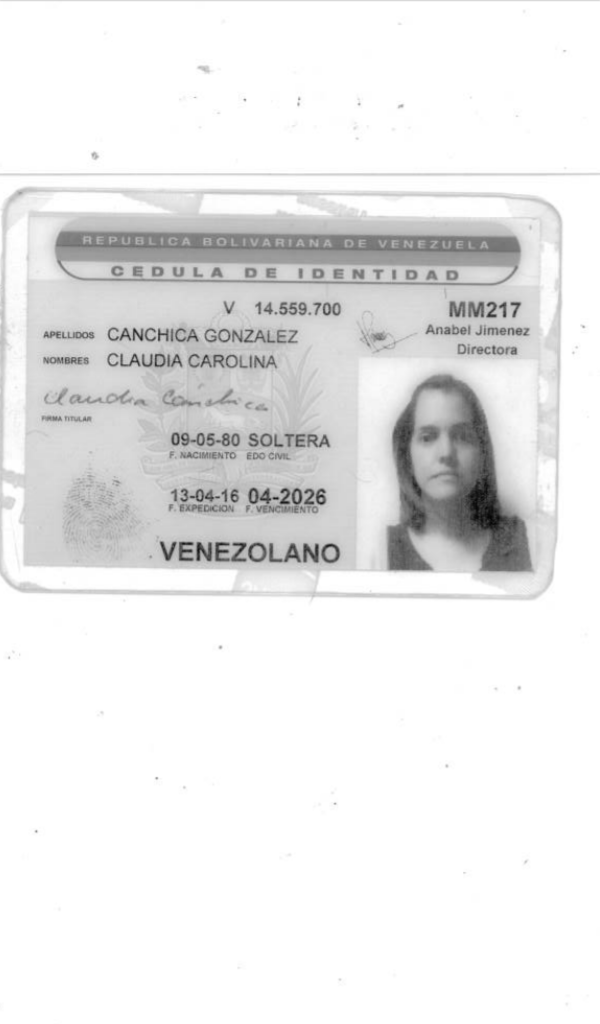 REPUBLICA BOLIVARIANA DE VENEZUELA
CEDULA DE IDENTIDAD
V 14.559.700
MM217
Anabel Jimenez
Directora
APELLIDOS CANCHICA GONZALEZ
NOMBRES CLAUDIA CAROLINA
Claudia Canchica
FIRMA TITULAR
09-05-80 SOLTERA
F. NACIMIENTO EDO CIVIL
13-04-16 04-2026
F. EXPEDICION F. VENCIMIENTO
VENEZOLANO